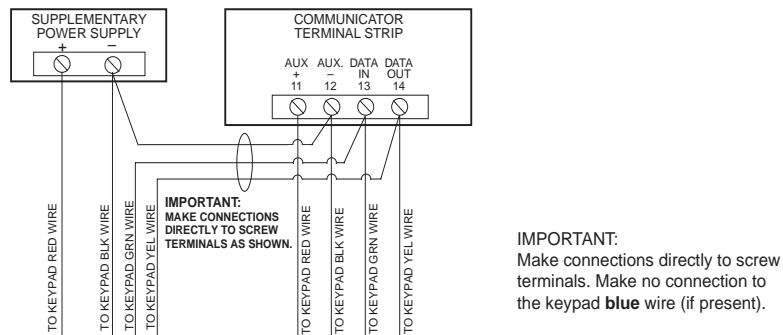 SUPPLEMENTARY
POWER SUPPLY
+ –
COMMUNICATOR
TERMINAL STRIP
AUX AUX. DATA DATA
+ – IN OUT
11 12 13 14
IMPORTANT:
MAKE CONNECTIONS
DIRECTLY TO SCREW
TERMINALS AS SHOWN.
TO KEYPAD RED WIRE
TO KEYPAD BLK WIRE
TO KEYPAD GRN WIRE
TO KEYPAD YEL WIRE
TO KEYPAD RED WIRE
TO KEYPAD BLK WIRE
TO KEYPAD GRN WIRE
TO KEYPAD YEL WIRE
IMPORTANT:
Make connections directly to screw
terminals. Make no connection to
the keypad blue wire (if present).